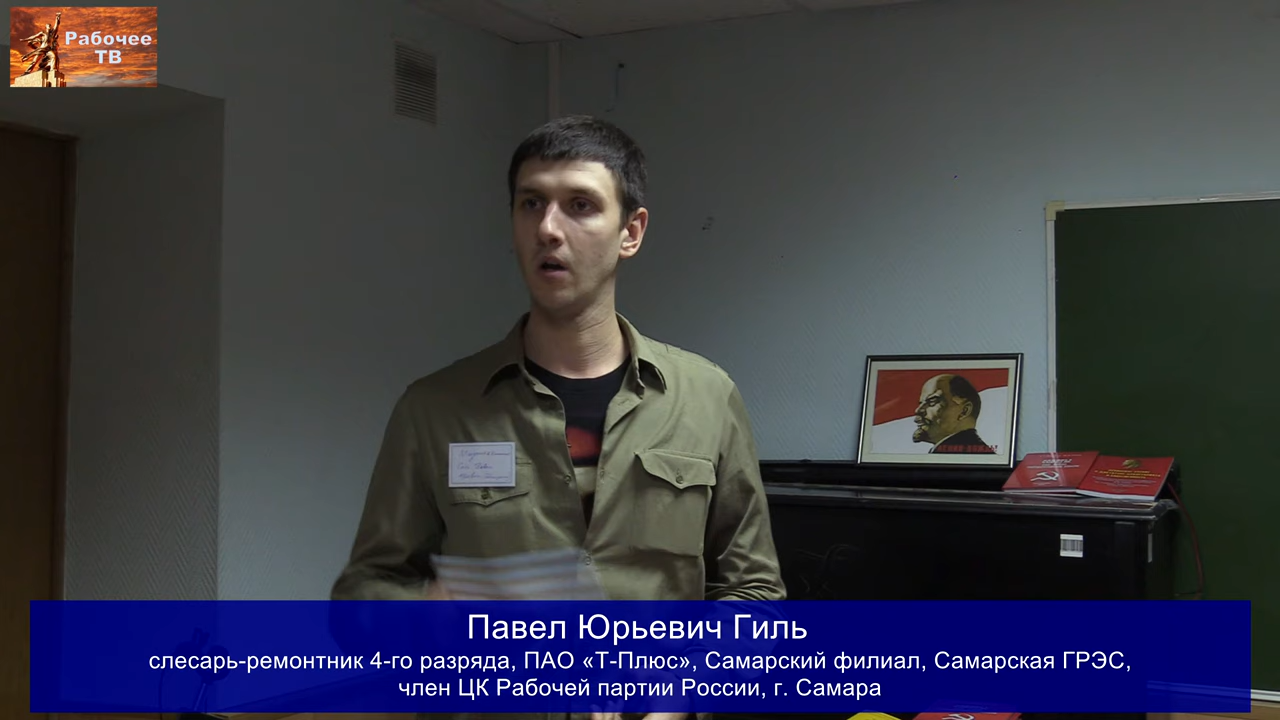 Рабочее
ТВ
Павел Юрьевич Гиль
слесарь-ремонтник 4-го разряда, ПАО «Т-Плюс», Самарский филиал, Самарская ГРЭС,
член ЦК Рабочей партии России, г. Самара